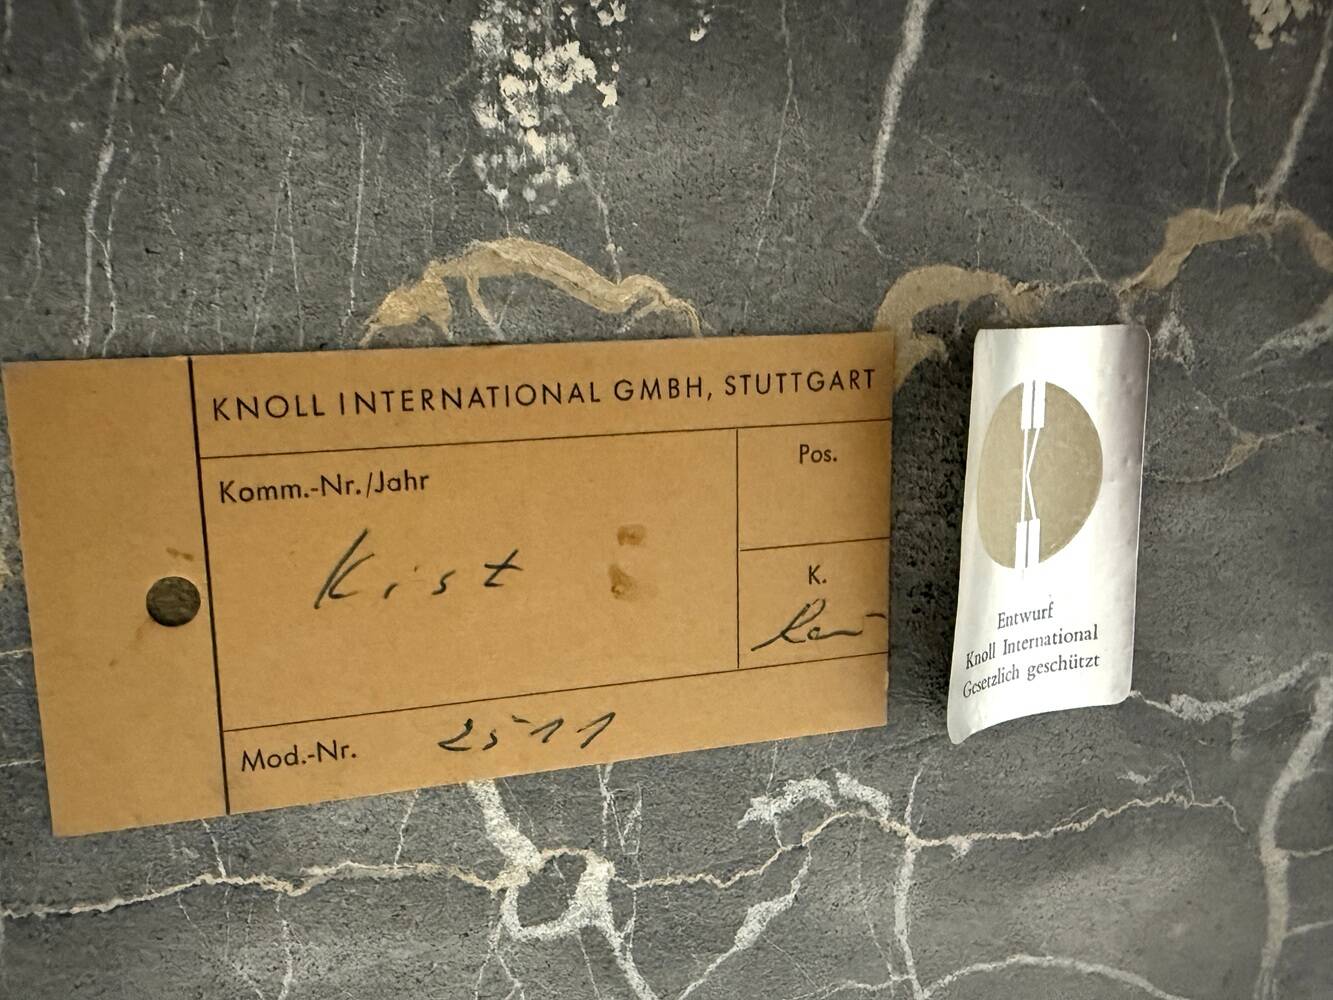 KNOLL INTERNATIONAL GMBH, STUTTGART
Komm.-Nr./Jahr
Pos.
Kist
K.
Mod.-Nr. 2511
Entwurf
Knoll International
Gesetzlich geschützt